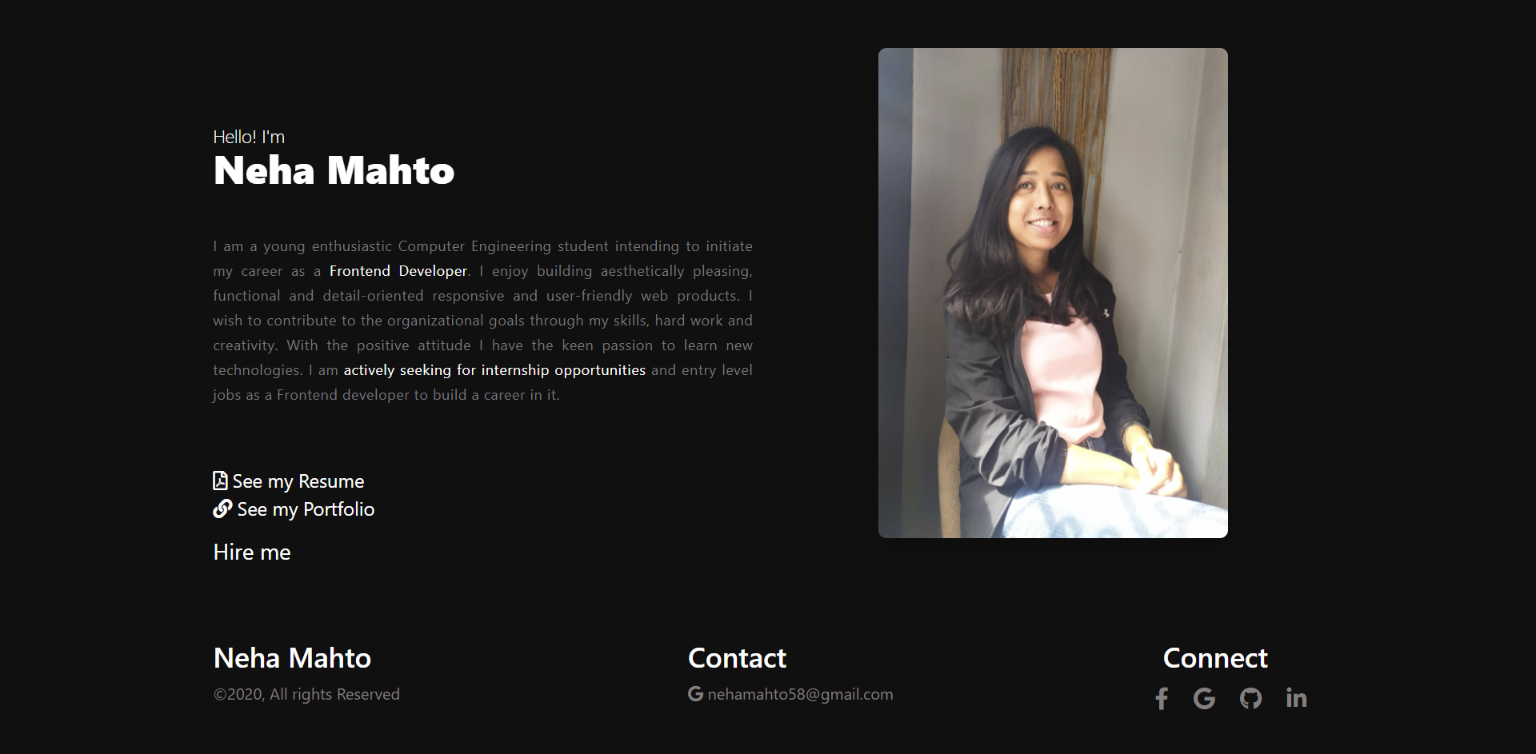 Hello! I'm
Neha Mahto
I am a young enthusiastic Computer Engineering student intending to initiate
my career as a Frontend Developer. I enjoy building aesthetically pleasing,
functional and detail-oriented responsive and user-friendly web products. I
wish to contribute to the organizational goals through my skills, hard work and
creativity. With the positive attitude I have the keen passion to learn new
technologies. I am actively seeking for internship opportunities and entry level
jobs as a Frontend developer to build a career in it.
See my Resume
See my Portfolio
Hire me
Neha Mahto
©2020, All rights Reserved
Contact
nehamahto58@gmail.com
Connect